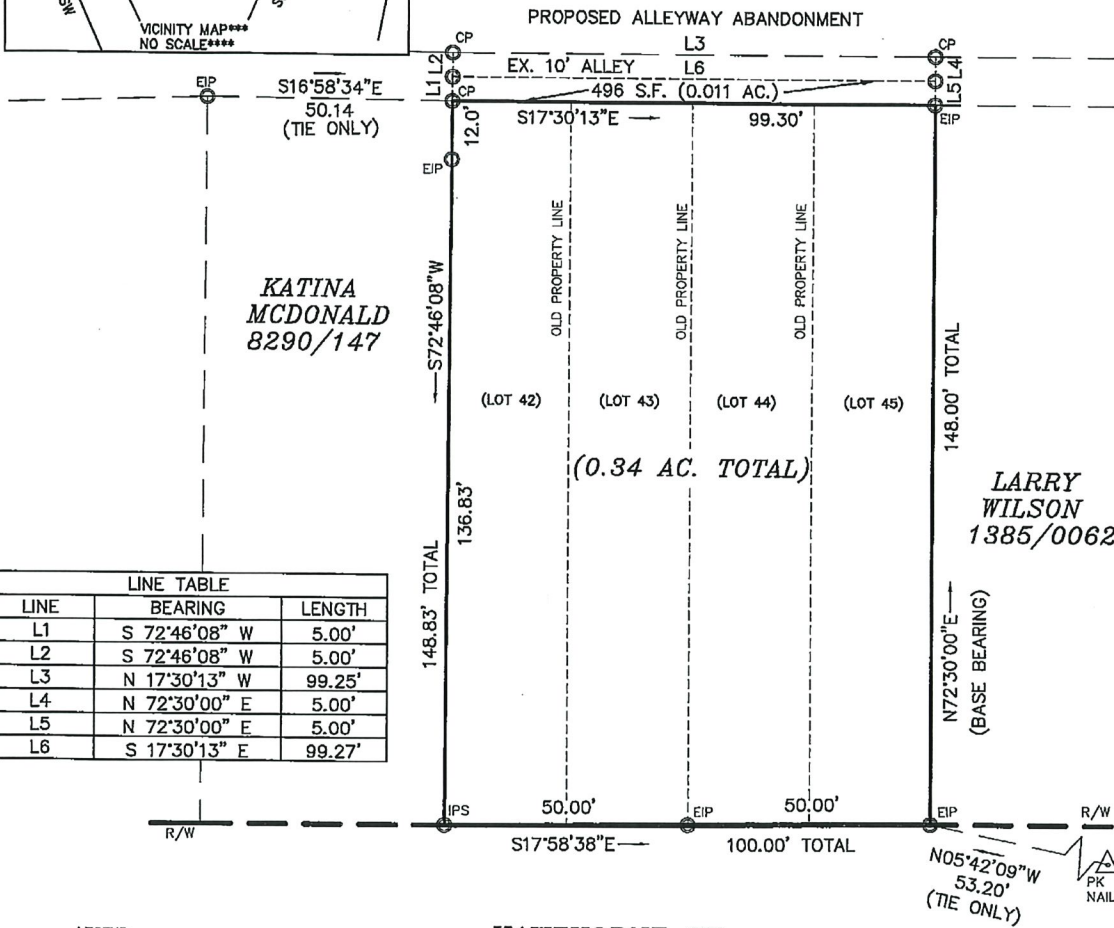 SW
S
VICINITY MAP***
NO SCALE****
PROPOSED ALLEYWAY ABANDONMENT
CP
L3
CP
L2
EX. 10' ALLEY
L6
L4
L1
EIP
S16°58'34"E
50.14
(TIE ONLY)
CP
496 S.F. (0.011 AC.)
L5
EIP
S17°30'13"E
99.30'
12.0'
EIP
OLD PROPERTY LINE
OLD PROPERTY LINE
OLD PROPERTY LINE
S72°46'08"W
KATINA
MCDONALD
8290/147
148.00' TOTAL
(LOT 42)
(LOT 43)
(LOT 44)
(LOT 45)
(0.34 AC. TOTAL)
LARRY
WILSON
1385/0062
136.83'
148.83' TOTAL
N72°30'00"E
(BASE BEARING)
LINE TABLE
LINE BEARING LENGTH
L1 S 72°46'08" W 5.00'
L2 S 72°46'08" W 5.00'
L3 N 17°30'13" W 99.25'
L4 N 72°30'00" E 5.00'
L5 N 72°30'00" E 5.00'
L6 S 17°30'13" E 99.27'
IPS
50.00'
EIP
50.00'
EIP
R/W
R/W
S17°58'38"E
100.00' TOTAL
N05°42'09"W
53.20'
(TIE ONLY)
PK
NAIL